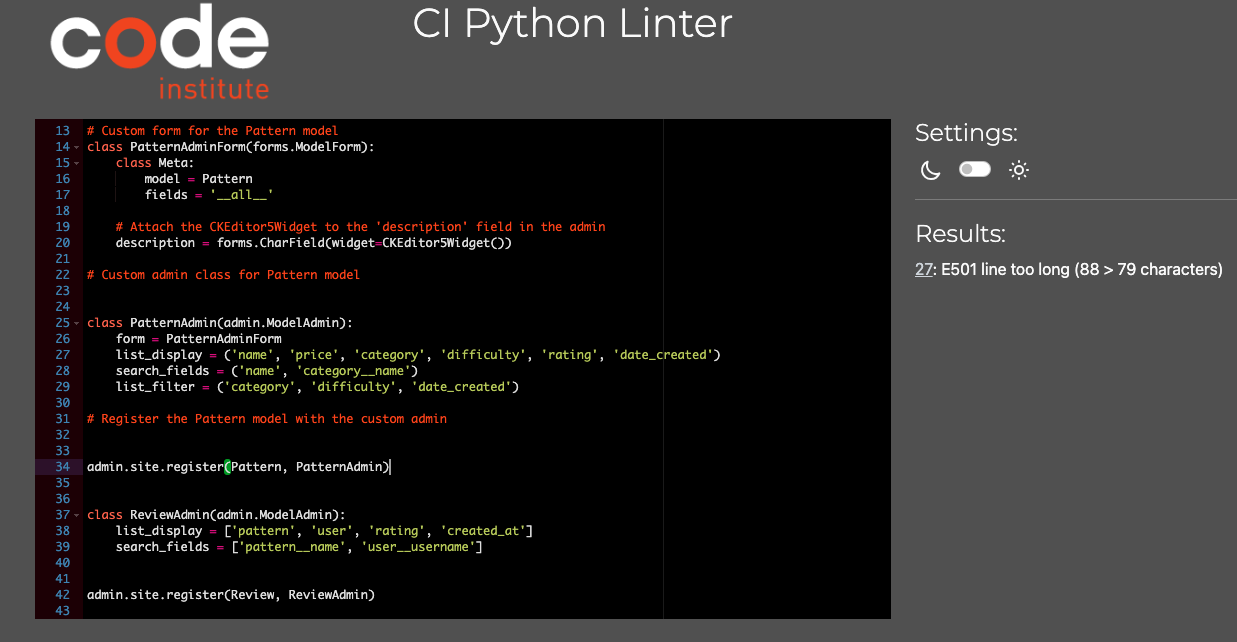 code
institute
CI Python Linter
13 # Custom form for the Pattern model
14 class PatternAdminForm(forms.ModelForm):
15     class Meta:
16         model = Pattern
17         fields = '__all__'
18
19     # Attach the CKEditor5Widget to the 'description' field in the admin
20     description = forms.CharField(widget=CKEditor5Widget())
21
22 # Custom admin class for Pattern model
23
24
25 class PatternAdmin(admin.ModelAdmin):
26     form = PatternAdminForm
27     list_display = ('name', 'price', 'category', 'difficulty', 'rating', 'date_created')
28     search_fields = ('name', 'category__name')
29     list_filter = ('category', 'difficulty', 'date_created')
30
31 # Register the Pattern model with the custom admin
32
33
34 admin.site.register(Pattern, PatternAdmin)
35
36
37 class ReviewAdmin(admin.ModelAdmin):
38     list_display = ['pattern', 'user', 'rating', 'created_at']
39     search_fields = ['pattern__name', 'user__username']
40
41
42 admin.site.register(Review, ReviewAdmin)
43
Settings:
Results:
27: E501 line too long (88 > 79 characters)